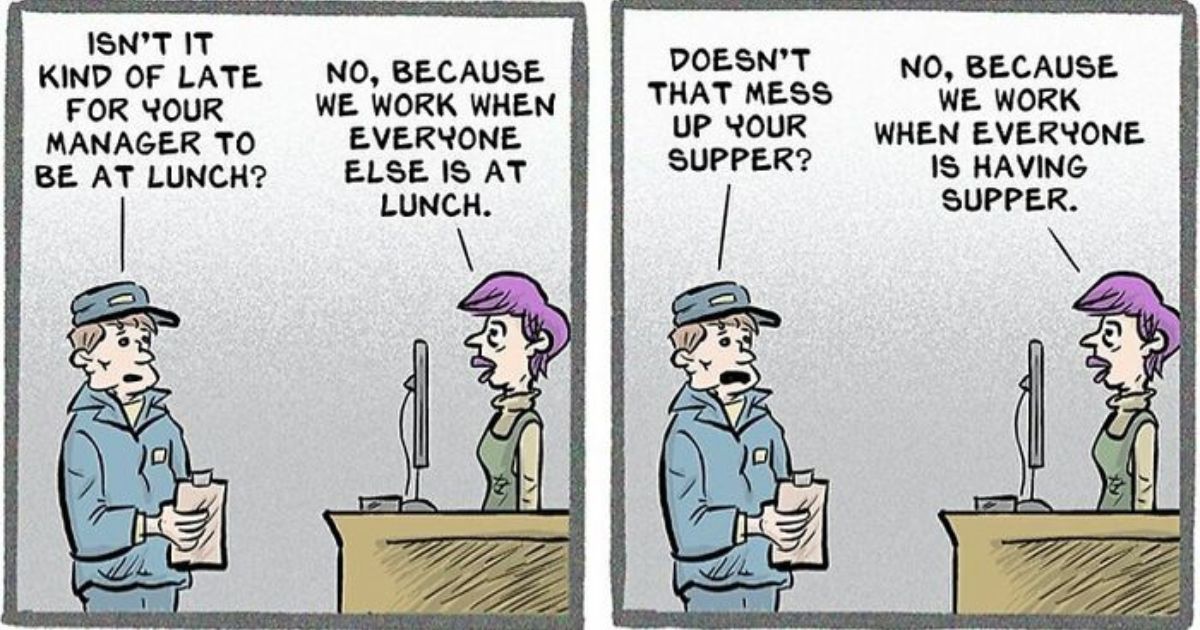 ISN'T IT
KIND OF LATE
FOR YOUR
MANAGER TO
BE AT LUNCH?
NO, BECAUSE
WE WORK WHEN
EVERYONE
ELSE IS AT
LUNCH.
DOESN'T
THAT MESS
UP YOUR
SUPPER?
NO, BECAUSE
WE WORK
WHEN EVERYONE
IS HAVING
SUPPER.